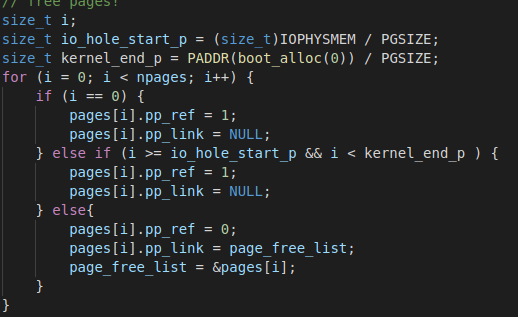 // free pages!
size_t i;
size_t io_hole_start_p = (size_t)IOPHYSMEM / PGSIZE;
size_t kernel_end_p = PADDR(boot_alloc(0)) / PGSIZE;
for (i = 0; i < npages; i++) {
    if (i == 0) {
        pages[i].pp_ref = 1;
        pages[i].pp_link = NULL;
    } else if (i >= io_hole_start_p && i < kernel_end_p ) {
        pages[i].pp_ref = 1;
        pages[i].pp_link = NULL;
    } else{
        pages[i].pp_ref = 0;
        pages[i].pp_link = page_free_list;
        page_free_list = &pages[i];
    }
}